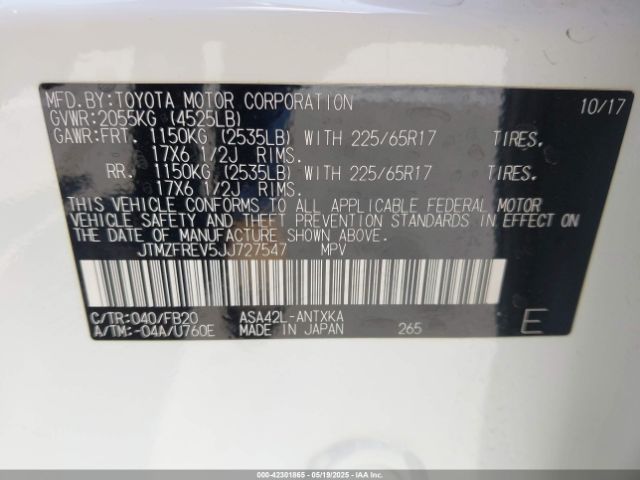 MFD.BY:TOYOTA MOTOR CORPORATION 10/17
GVWR:2055KG (4525LB)
GAWR:FRT. 1150KG (2535LB) WITH 225/65R17 TIRES.
17X6 1/2J RIMS.
RR. 1150KG (2535LB) WITH 225/65R17 TIRES.
17X6 1/2J RIMS.
THIS VEHICLE CONFORMS TO ALL APPLICABLE FEDERAL MOTOR
VEHICLE SAFETY AND THEFT PREVENTION STANDARDS IN EFFECT ON
THE DATE OF MANUFACTURE SHOWN ABOVE.
JTMZFREV5JJ727547 MPV
C/TR:040/FB20 ASA42L-ANTXKA
A/TM:-04A/U760E MADE IN JAPAN 265 E
000-42301865 - 05/19/2025 - IAAI.COM